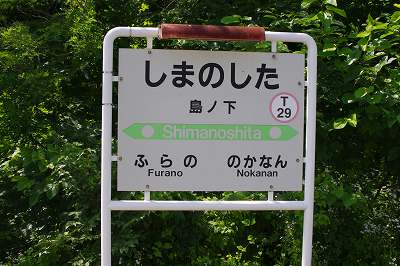 しまのした
島ノ下
T
29
Shimanoshita
ふらの のかなん
Furano Nokanan